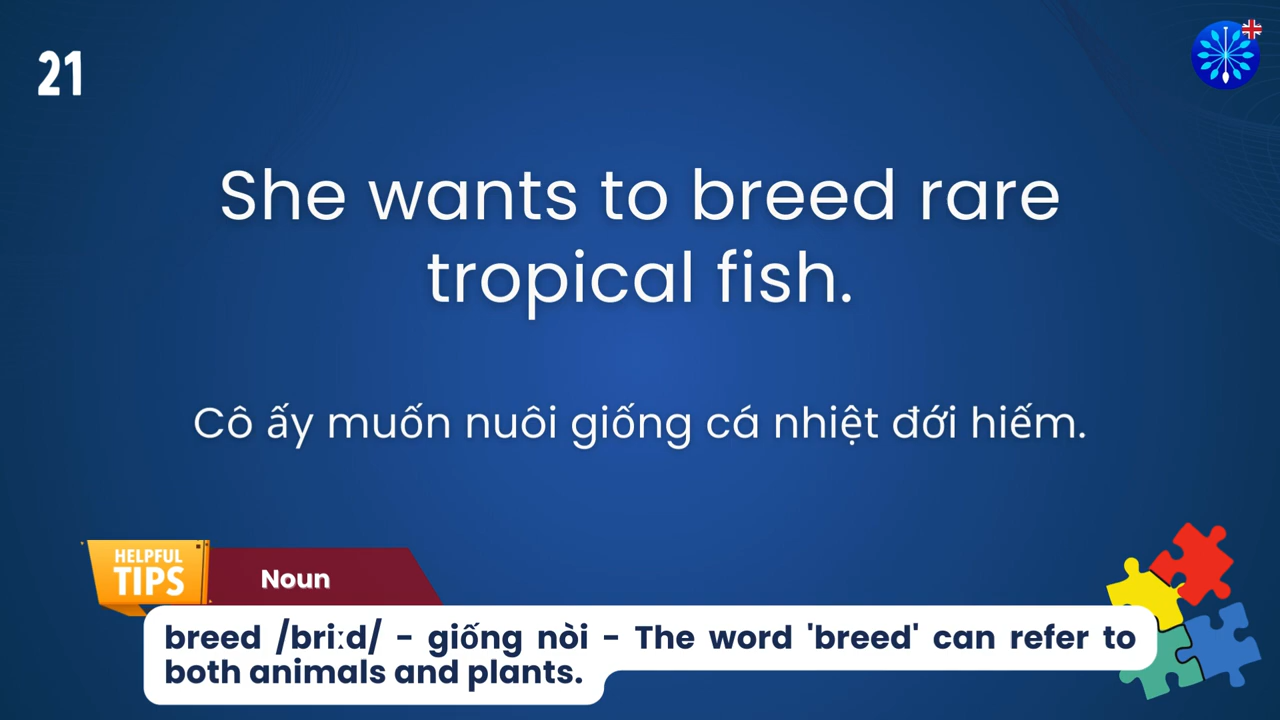 21
She wants to breed rare
tropical fish.
Cô ấy muốn nuôi giống cá nhiệt đới hiếm.
HELPFUL
TIPS
Noun
breed /briːd/ - giống nòi - The word 'breed' can refer to
both animals and plants.